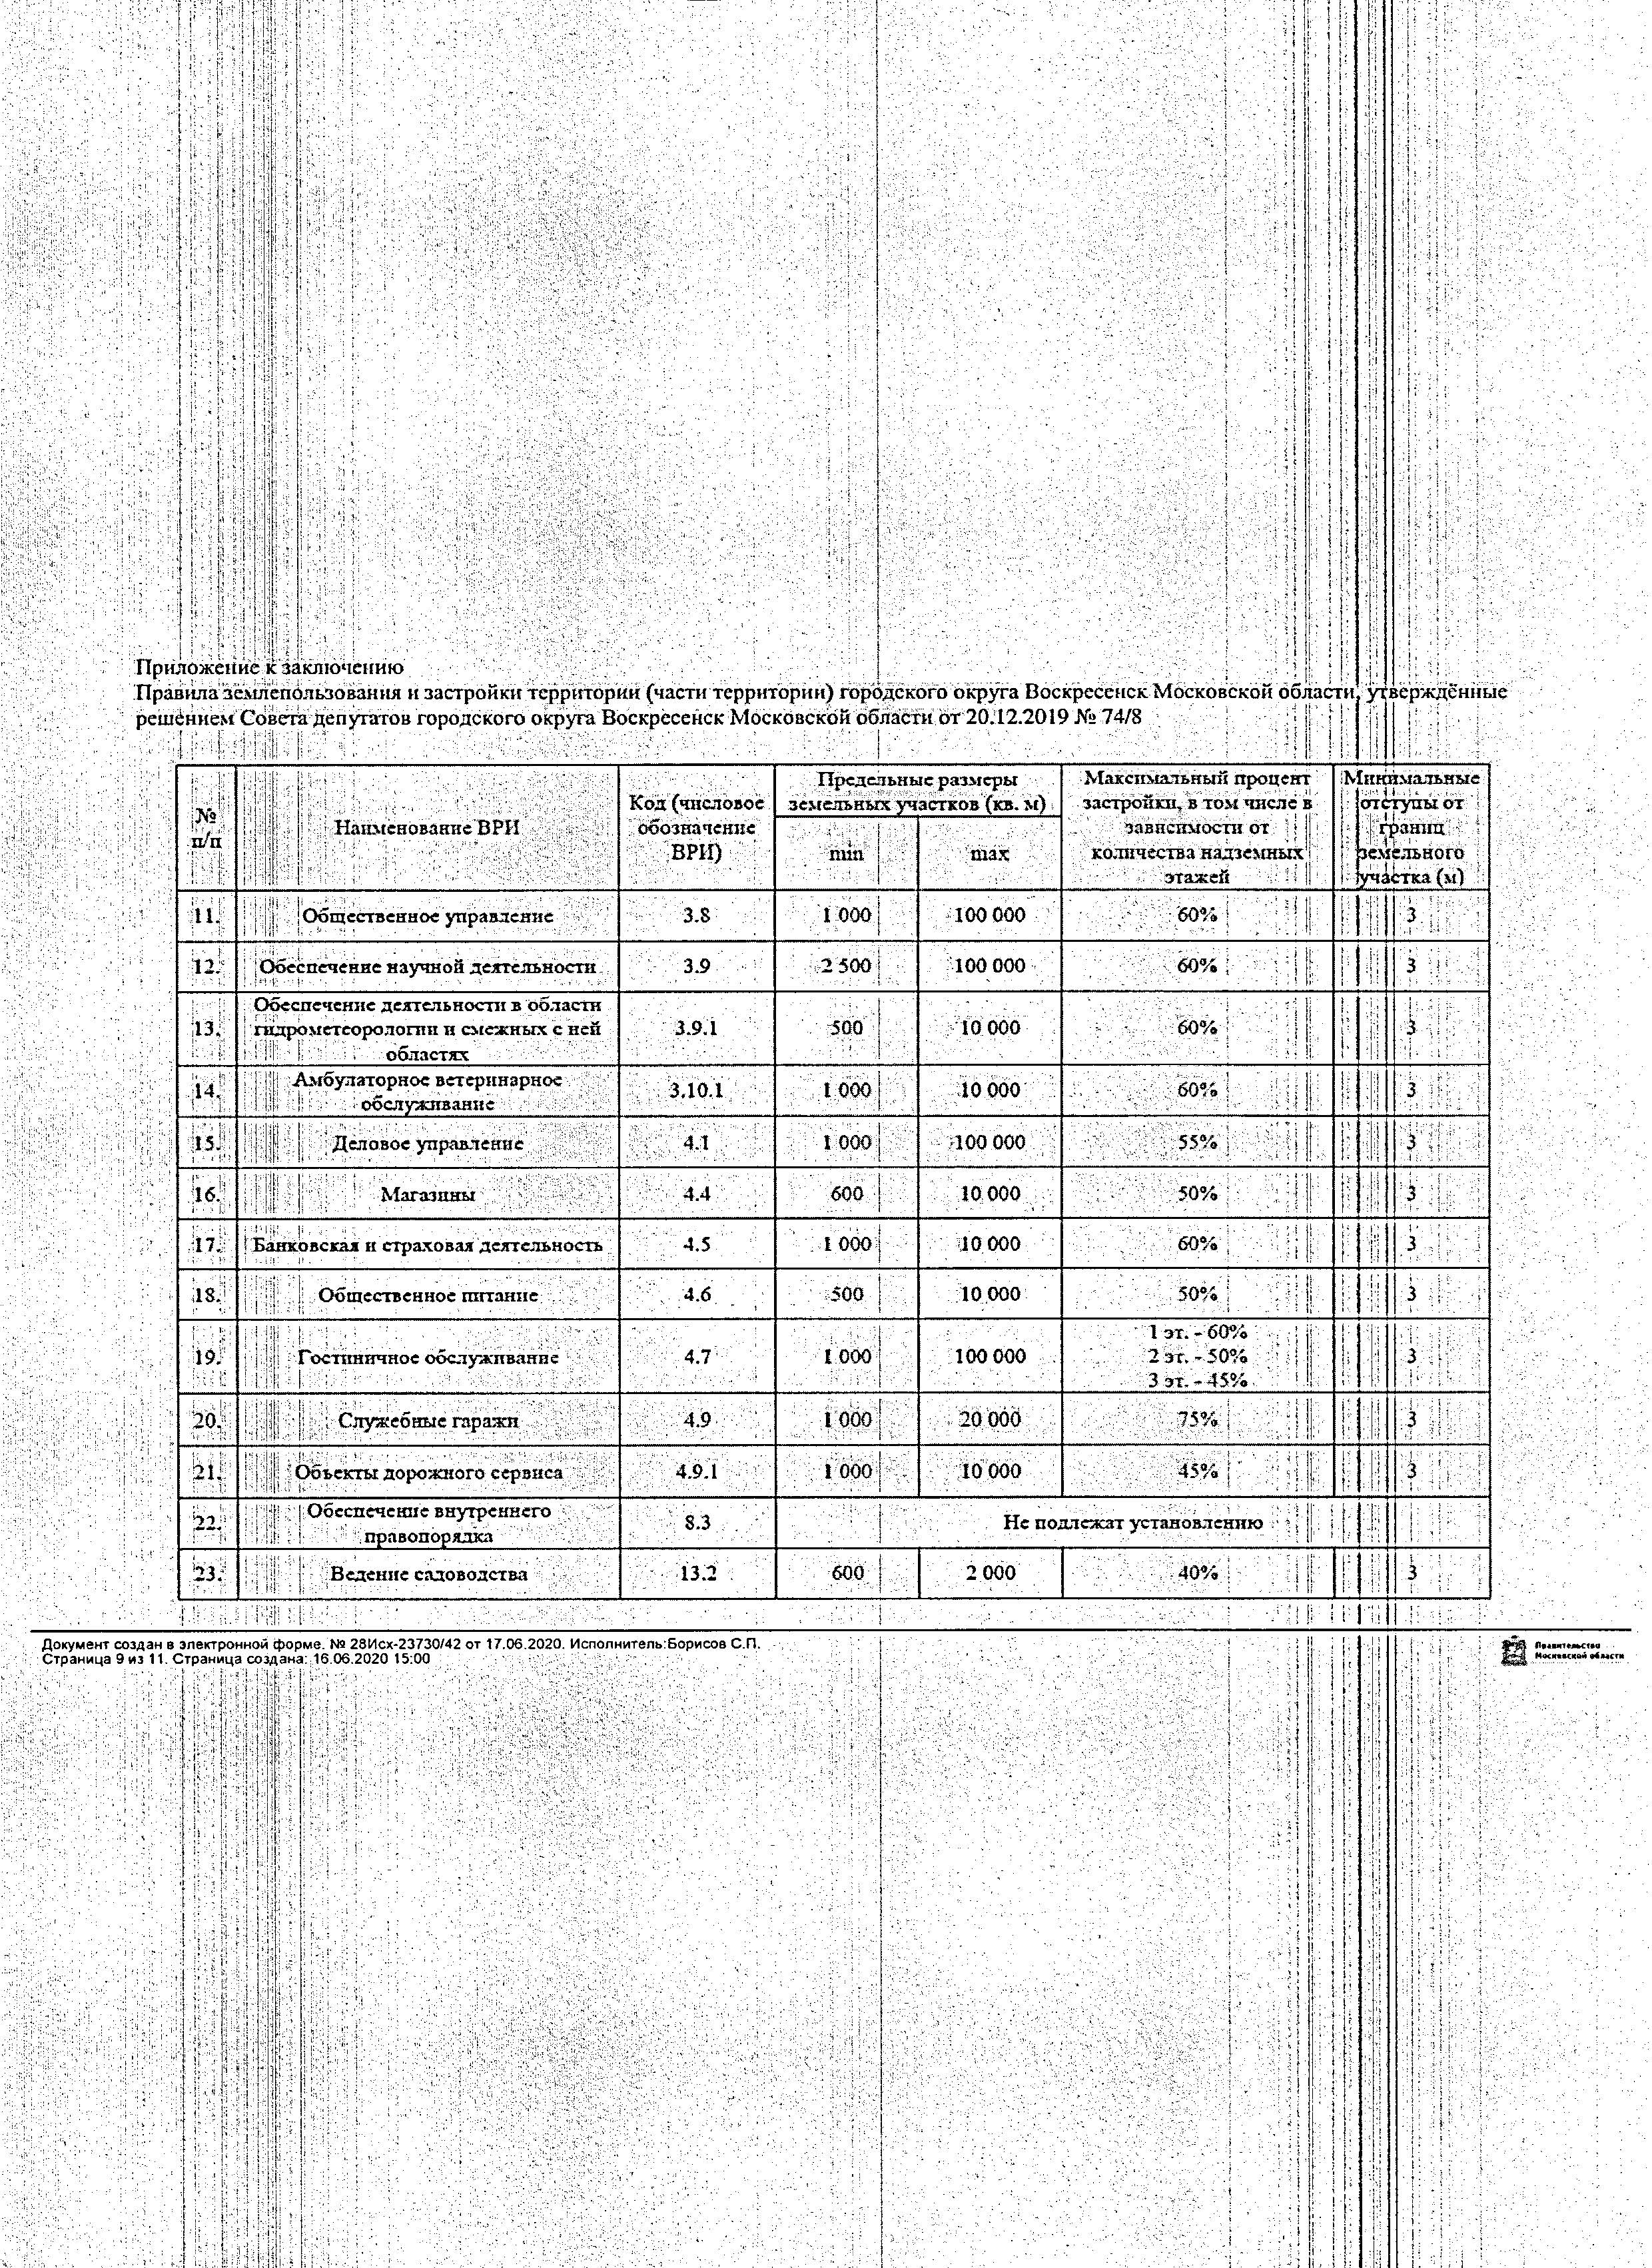 Приложение к заключению
Правила землепользования и застройки территории (части территории) городского округа Воскресенск Московской области, утверждённые
решением Совета депутатов городского округа Воскресенск Московской области от 20.12.2019 № 74/8
№ п/п
Наименование ВРИ
Код (числовое
обозначение
ВРИ)
Предельные размеры
земельных участков (кв. м)
min
max
Максимальный процент
застройки, в том числе в
зависимости от
количества надземных
этажей
Минимальные
отступы от
границ
земельного
участка (м)
11. Общественное управление 3.8 1 000 100 000 60% 3
12. Обеспечение научной деятельности 3.9 2 500 100 000 60% 3
13. Обеспечение деятельности в области
гидрометеорологии и смежных с ней
областях
3.9.1 500 10 000 60% 3
14. Амбулаторное ветеринарное
обслуживание
3.10.1 1 000 10 000 60% 3
15. Деловое управление 4.1 1 000 100 000 55% 3
16. Магазины 4.4 600 10 000 50% 3
17. Банковская и страховая деятельность 4.5 1 000 10 000 60% 3
18. Общественное питание 4.6 500 10 000 50% 3
19. Гостиничное обслуживание 4.7 1 000 100 000
1 эт. - 60%
2 эт. - 50%
3 эт. - 45%
3
20. Служебные гаражи 4.9 1 000 20 000 75% 3
21. Объекты дорожного сервиса 4.9.1 1 000 10 000 45% 3
22. Обеспечение внутреннего
правопорядка
8.3 Не подлежат установлению
23. Ведение садоводства 13.2 600 2 000 40% 3
Документ создан в электронной форме. № 28Исх-23730/42 от 17.06.2020. Исполнитель:Борисов С.П.
Страница 9 из 11. Страница создана: 16.06.2020 15:00
Правительство
Московской области